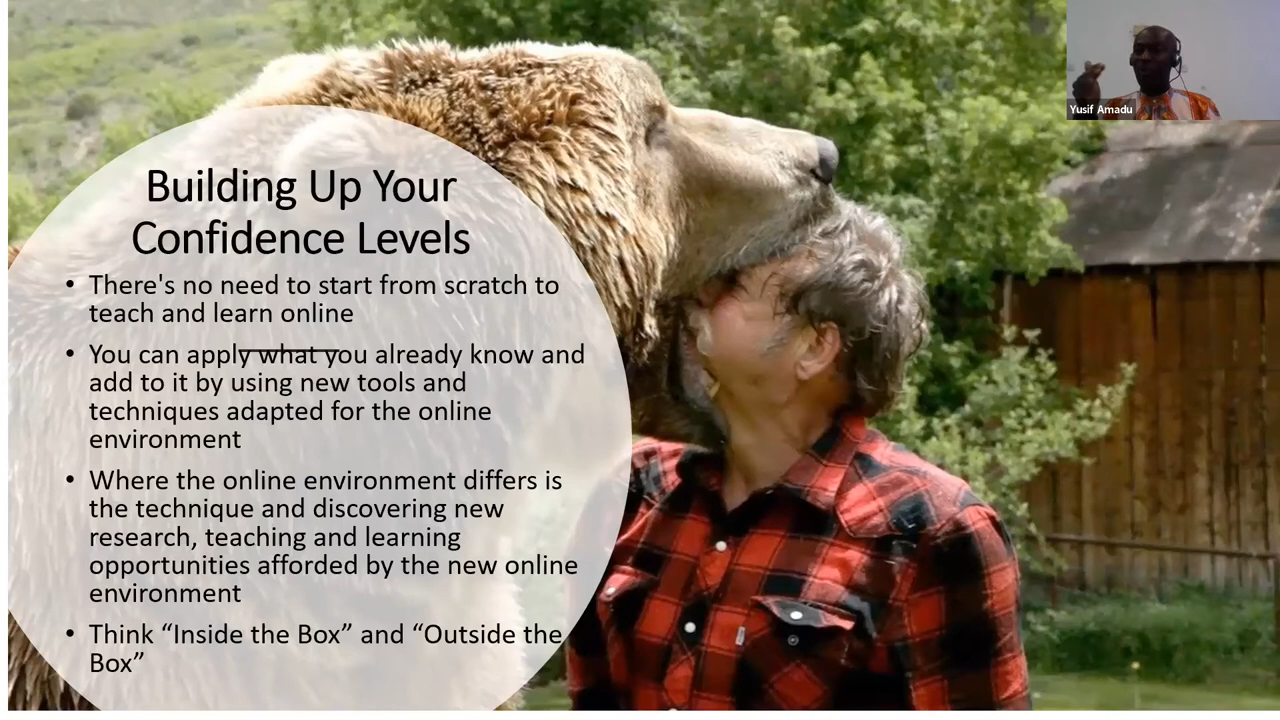 Yusif Amadu
Building Up Your
Confidence Levels
• There's no need to start from scratch to
teach and learn online
• You can apply what you already know and
add to it by using new tools and
techniques adapted for the online
environment
• Where the online environment differs is
the technique and discovering new
research, teaching and learning
opportunities afforded by the new online
environment
• Think “Inside the Box” and “Outside the
Box”